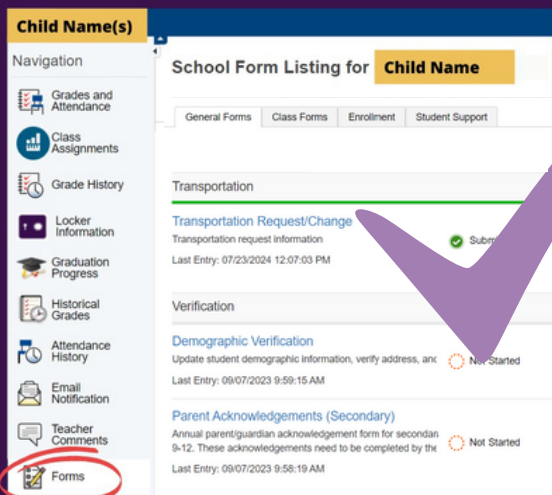 Child Name(s)
Navigation
Grades and
Attendance
Class
Assignments
Grade History
Locker
Information
Graduation
Progress
Historical
Grades
Attendance
History
Email
Notification
Teacher
Comments
Forms
School Form Listing for Child Name
General Forms Class Forms Enrollment Student Support
Transportation
Transportation Request/Change
Transportation request information
Last Entry: 07/23/2024 12:07:03 PM
Verification
Demographic Verification
Update student demographic information, verify address, and
Not Started
Last Entry: 09/07/2023 9:59:15 AM
Parent Acknowledgements (Secondary)
Annual parent/guardian acknowledgement form for secondar
9-12. These acknowledgements need to be completed by the
Not Started
Last Entry: 09/07/2023 9:58:19 AM